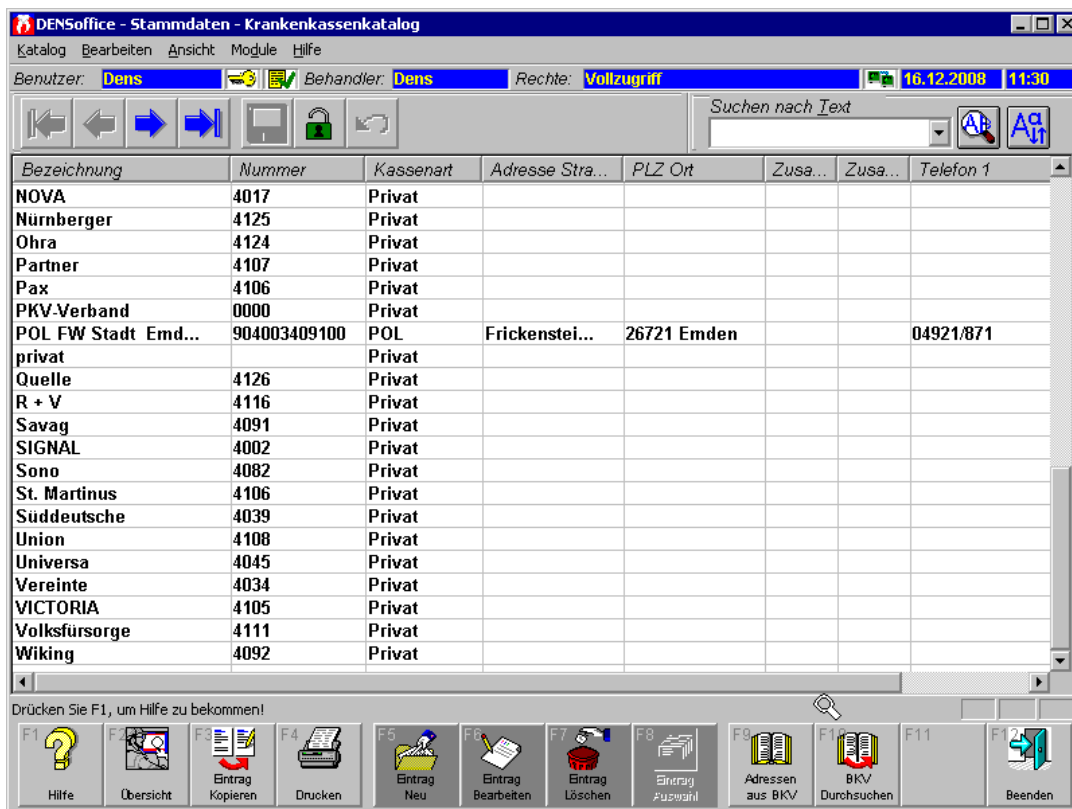 DENSoffice - Stammdaten - Krankenkassenkatalog
Katalog Bearbeiten Ansicht Module Hilfe
Benutzer: Dens Behandler: Dens Rechte: Vollzugriff 16.12.2008 11:30
Suchen nach Text
Bezeichnung Nummer Kassenart Adresse Stra... PLZ Ort Zusa... Zusa... Telefon 1
NOVA 4017 Privat
Nürnberger 4125 Privat
Ohra 4124 Privat
Partner 4107 Privat
Pax 4106 Privat
PKV-Verband 0000 Privat
POL FW Stadt Emd... 904003409100 POL Frickenstei... 26721 Emden 04921/871
privat Privat
Quelle 4126 Privat
R + V 4116 Privat
Savag 4091 Privat
SIGNAL 4002 Privat
Sono 4082 Privat
St. Martinus 4106 Privat
Süddeutsche 4039 Privat
Union 4108 Privat
Universa 4045 Privat
Vereinte 4034 Privat
VICTORIA 4105 Privat
Volksfürsorge 4111 Privat
Wiking 4092 Privat
Drücken Sie F1, um Hilfe zu bekommen!
F1 F2 F3 F4 F5 F6 F7 F8 F9 F10 F11 F12
Eintrag Eintrag Eintrag Eintrag Eintrag Adressen BKV
Hilfe Übersicht Kopieren Drucken Neu Bearbeiten Löschen Auswahl aus BKV Durchsuchen Beenden